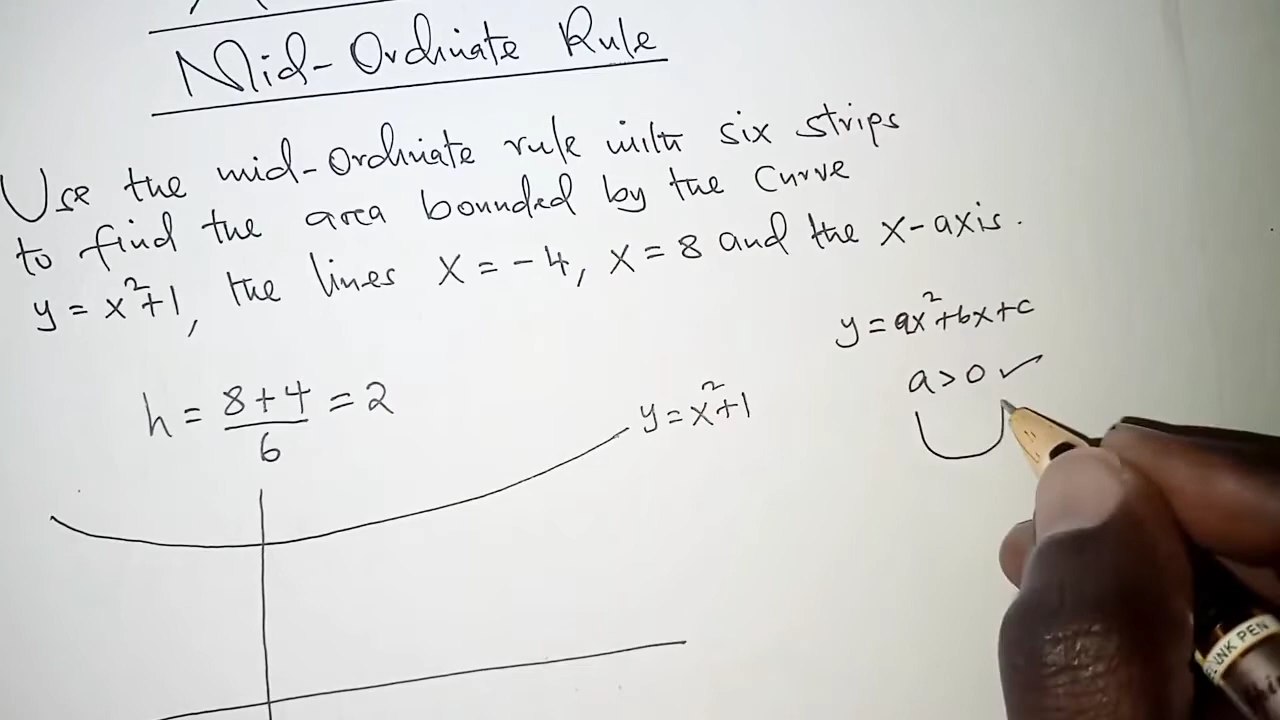 Mid-Ordinate Rule
Use the mid-ordinate rule with six strips
to find the area bounded by the curve
y = x²+1, the lines x = -4, x = 8 and the x-axis.
y = ax²+bx+c
a>0 ✓
h = 8+4/6 = 2
y = x²+1
INK PEN